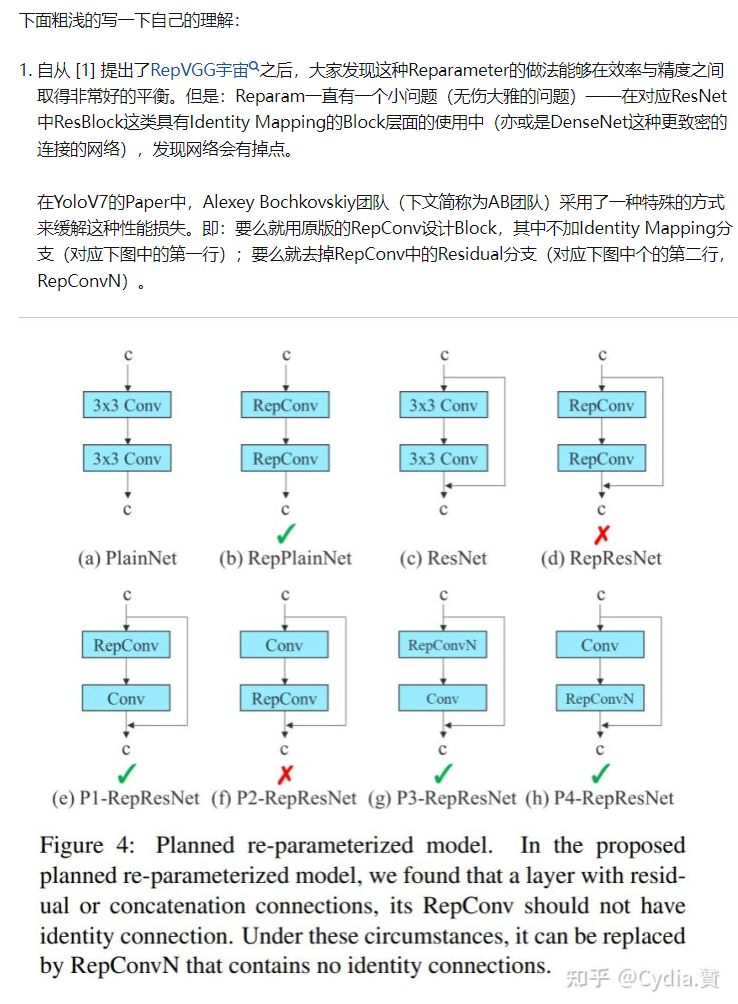 下面粗浅的写一下自己的理解：
1. 自从 [1] 提出了RepVGG宇宙之后，大家发现这种Reparameter的做法能够在效率与精度之间
取得非常好的平衡。但是：Reparam一直有一个小问题（无伤大雅的问题）——在对应ResNet
中ResBlock这类具有Identity Mapping的Block层面的使用中（亦或是DenseNet这种更致密的
连接的网络），发现网络会有掉点。
在YoloV7的Paper中，Alexey Bochkovskiy团队（下文简称为AB团队）采用了一种特殊的方式
来缓解这种性能损失。即：要么就用原版的RepConv设计Block，其中不加Identity Mapping分
支（对应下图中的第一行）；要么就去掉RepConv中的Residual分支（对应下图中个的第二行，
RepConvN）。
c c c c
3x3 Conv RepConv 3x3 Conv RepConv
3x3 Conv RepConv 3x3 Conv RepConv
c c c c
(a) PlainNet (b) RepPlainNet (c) ResNet (d) RepResNet
c c c c
RepConv Conv RepConvN Conv
Conv RepConv Conv RepConvN
c c c c
(e) P1-RepResNet (f) P2-RepResNet (g) P3-RepResNet (h) P4-RepResNet
Figure 4: Planned re-parameterized model. In the proposed
planned re-parameterized model, we found that a layer with resid-
ual or concatenation connections, its RepConv should not have
identity connection. Under these circumstances, it can be replaced
by RepConvN that contains no identity connections.
知乎 @Cydia.贊